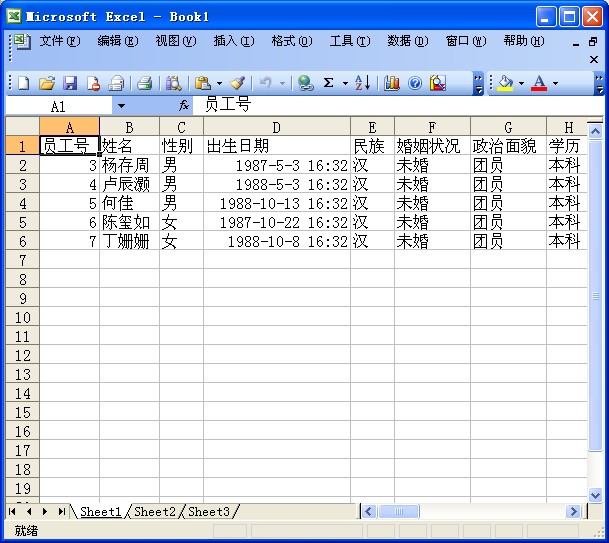 Microsoft Excel - Book1
文件(F) 编辑(E) 视图(V) 插入(I) 格式(O) 工具(T) 数据(D) 窗口(W) 帮助(H)
A1 fx 员工号
A B C D E F G H
1 员工号 姓名 性别 出生日期 民族 婚姻状况 政治面貌 学历
2 3 杨存周 男 1987-5-3 16:32 汉 未婚 团员 本科
3 4 卢辰灏 男 1988-5-3 16:32 汉 未婚 团员 本科
4 5 何佳 男 1988-10-13 16:32 汉 未婚 团员 本科
5 6 陈玺如 女 1987-10-22 16:32 汉 未婚 团员 本科
6 7 丁姗姗 女 1988-10-8 16:32 汉 未婚 团员 本科
7
8
9
10
11
12
13
14
15
16
17
18
19
Sheet1 Sheet2 Sheet3
就绪